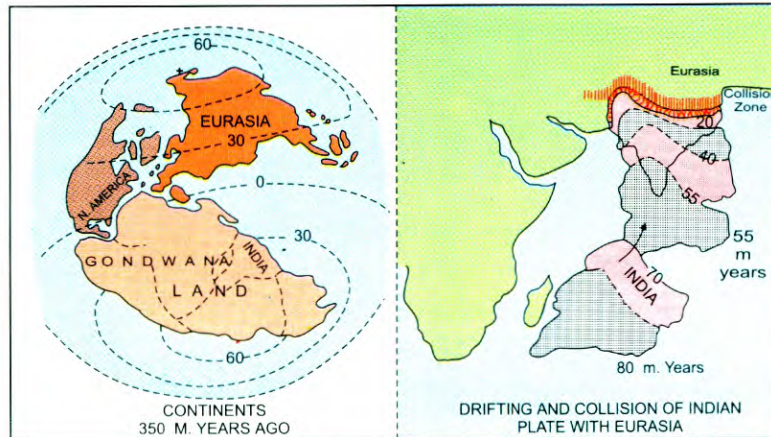 60
EURASIA
30
N. AMERICA
0
30
GONDWANA
LAND
INDIA
60
CONTINENTS
350 M. YEARS AGO
Eurasia
Collision
Zone
20
40
55
55
m
years
70
INDIA
80 m. Years
DRIFTING AND COLLISION OF INDIAN
PLATE WITH EURASIA